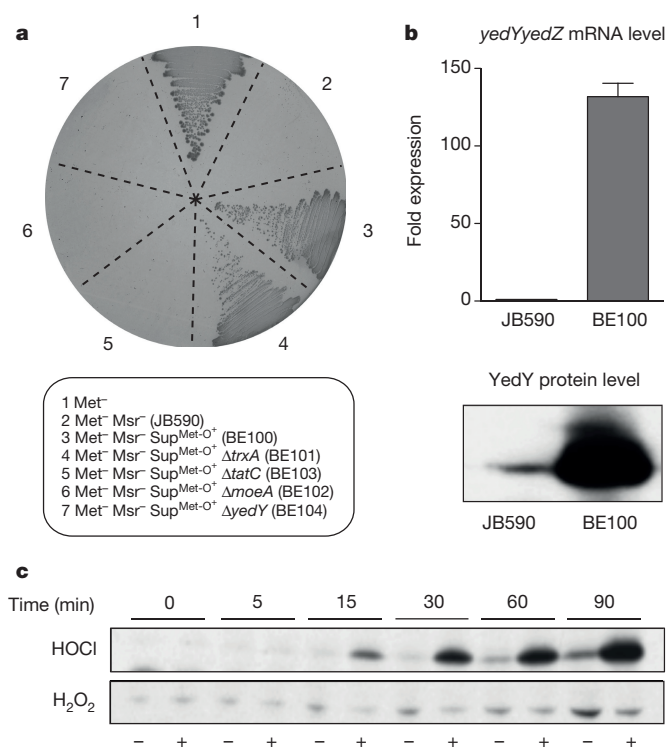 a
1
2
3
4
5
6
7
1 Met⁻
2 Met⁻ Msr⁻ (JB590)
3 Met⁻ Msr⁻ Sup^Met-O⁺ (BE100)
4 Met⁻ Msr⁻ Sup^Met-O⁺ ΔtrxA (BE101)
5 Met⁻ Msr⁻ Sup^Met-O⁺ ΔtatC (BE103)
6 Met⁻ Msr⁻ Sup^Met-O⁺ ΔmoeA (BE102)
7 Met⁻ Msr⁻ Sup^Met-O⁺ ΔyedY (BE104)
b
yedYyedZ mRNA level
Fold expression
150
100
50
0
JB590 BE100
YedY protein level
JB590 BE100
c
Time (min) 0 5 15 30 60 90
HOCl
H₂O₂
– + – + – + – + – + – +